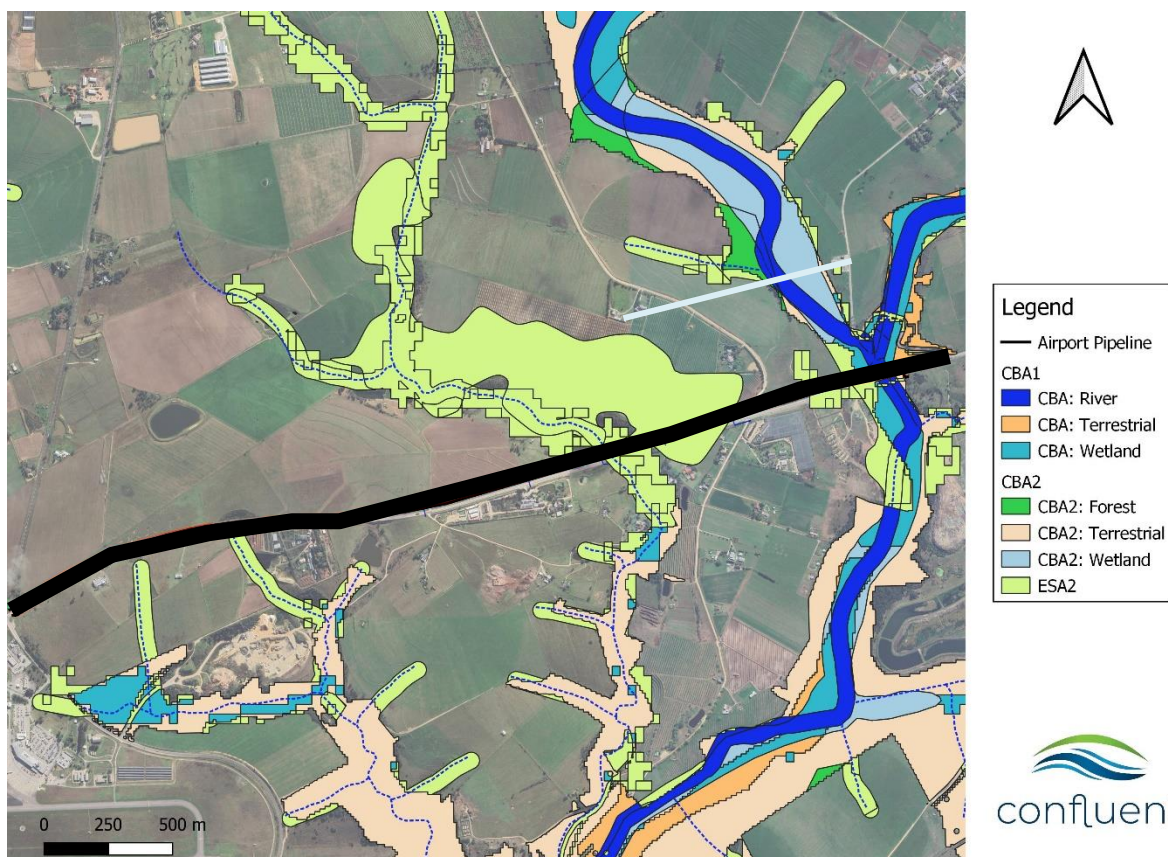 Legend
Airport Pipeline
CBA1
CBA: River
CBA: Terrestrial
CBA: Wetland
CBA2
CBA2: Forest
CBA2: Terrestrial
CBA2: Wetland
ESA2
0 250 500 m
confluen